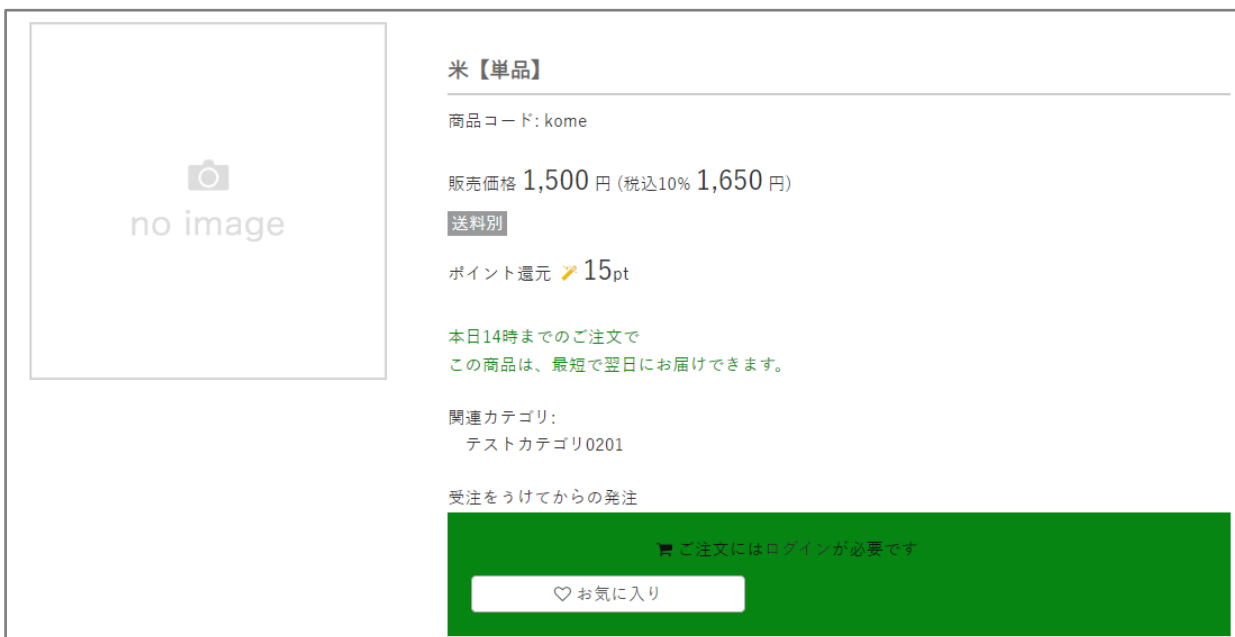 no image
米【単品】
商品コード: kome
販売価格 1,500 円 (税込10% 1,650 円)
送料別
ポイント還元 15pt
本日14時までのご注文で
この商品は、最短で翌日にお届けできます。
関連カテゴリ:
テストカテゴリ0201
受注をうけてからの発注
ご注文にはログインが必要です
お気に入り